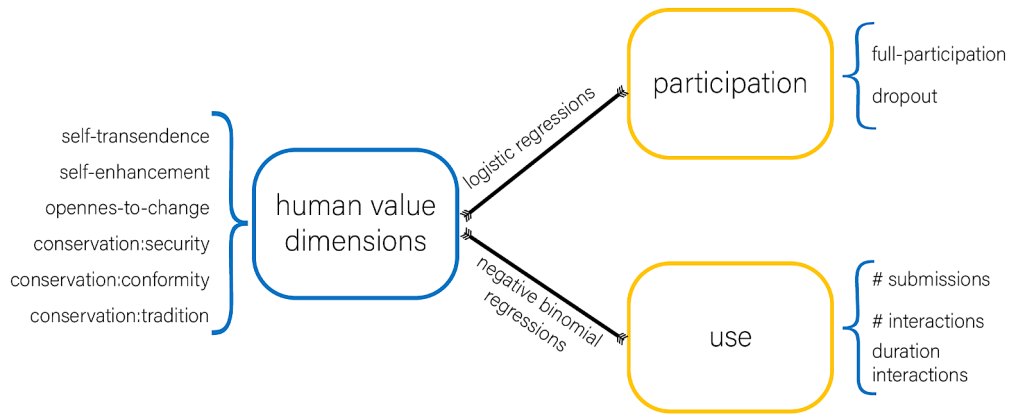 self-transendence
self-enhancement
opennes-to-change
conservation:security
conservation:conformity
conservation:tradition
human value
dimensions
logistic regressions
negative binomial
regressions
participation
full-participation
dropout
use
# submissions
# interactions
duration
interactions